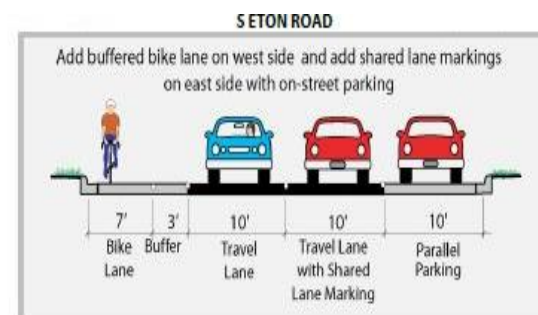 S ETON ROAD
Add buffered bike lane on west side and add shared lane markings
on east side with on-street parking
7' 3' 10' 10' 10'
Bike Buffer Travel Travel Lane Parallel
Lane Lane with Shared Parking
Lane Marking